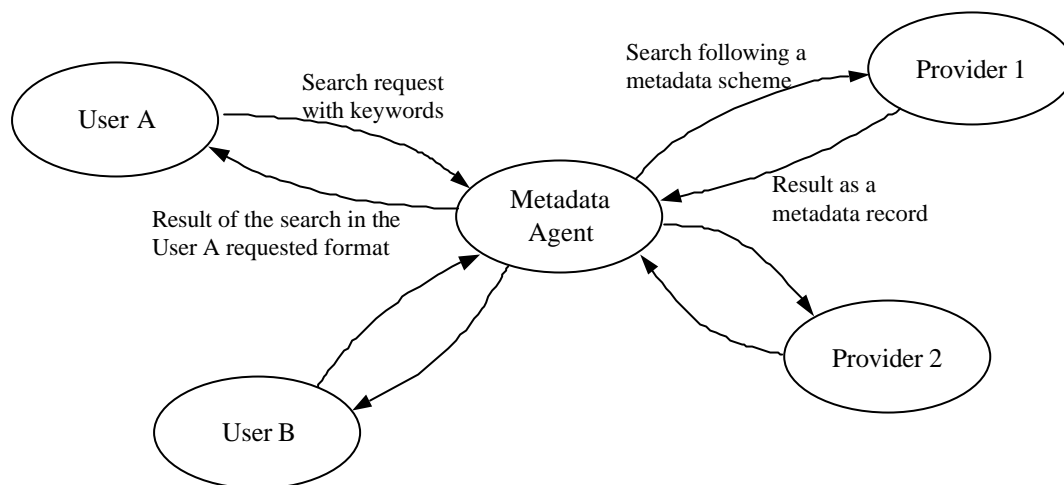 Search following a
metadata scheme
Provider 1
Search request
with keywords
User A
Result as a
metadata record
Metadata
Agent
Result of the search in the
User A requested format
Provider 2
User B